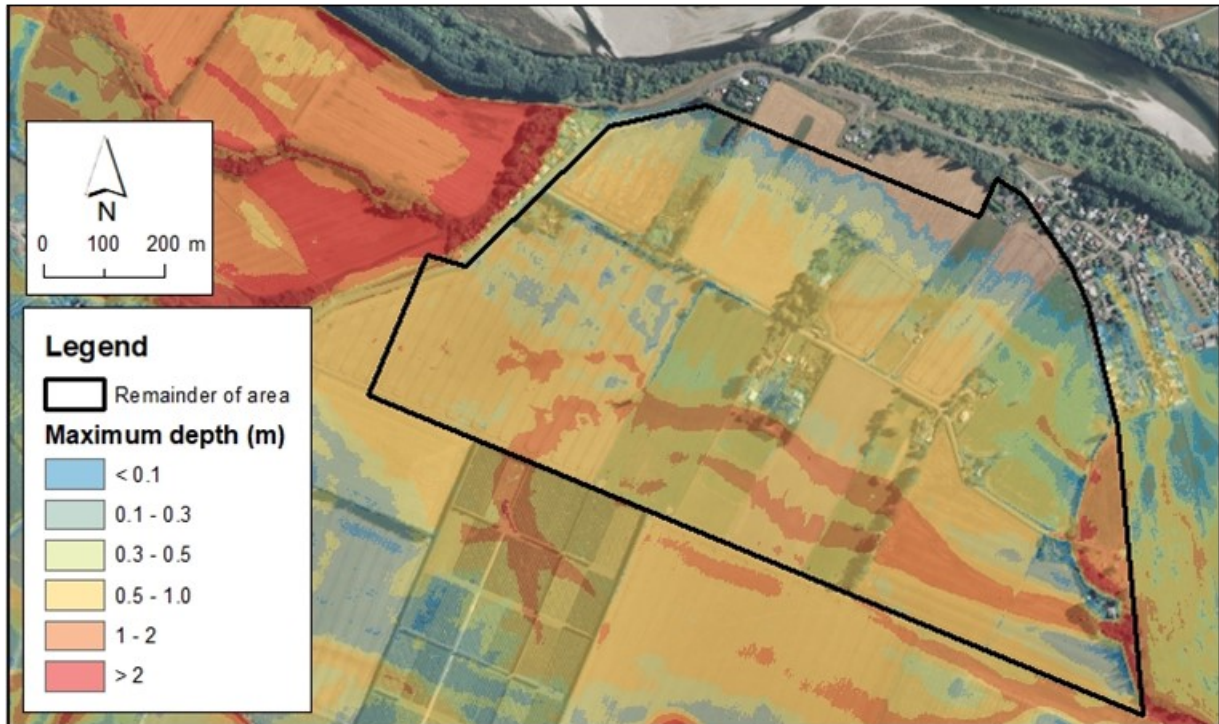 N
0 100 200 m
Legend
Remainder of area
Maximum depth (m)
< 0.1
0.1 - 0.3
0.3 - 0.5
0.5 - 1.0
1 - 2
> 2